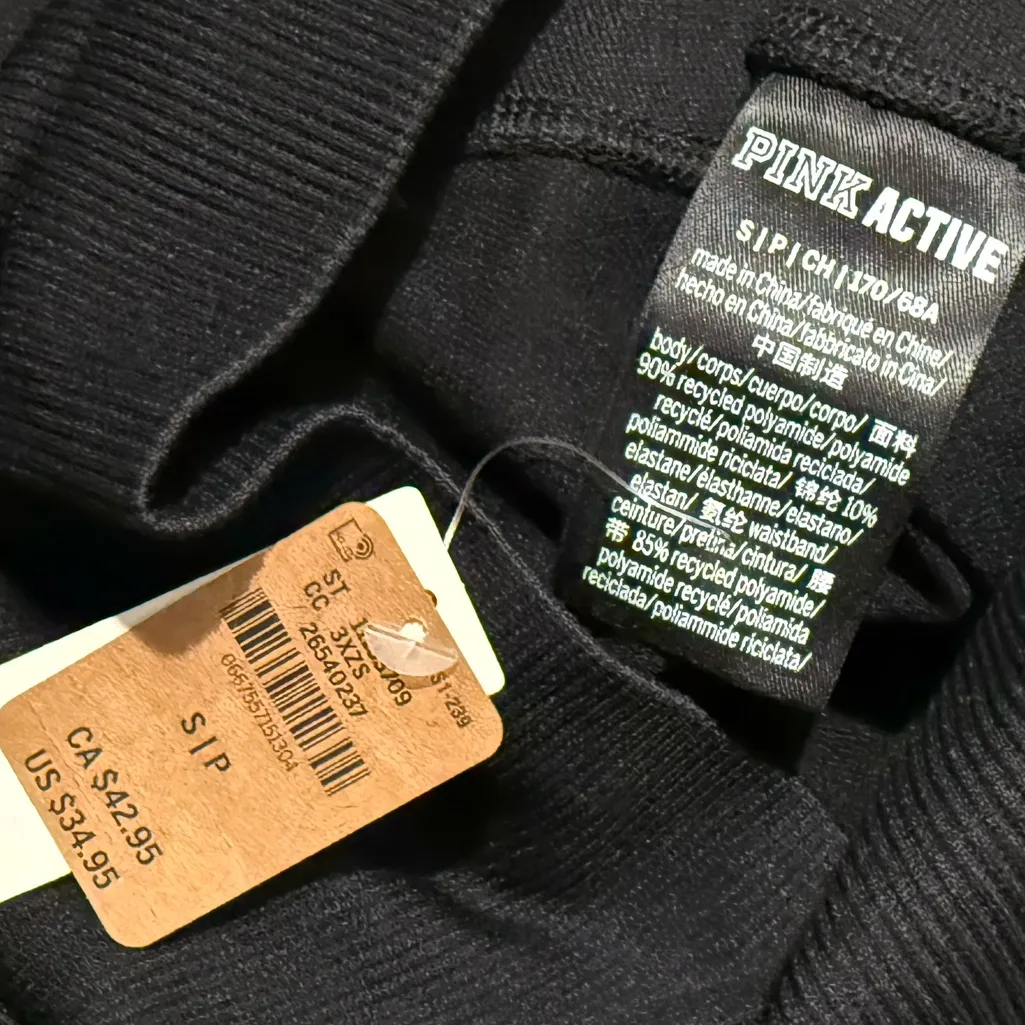 PINK ACTIVE
S | P | CH | 170/68A
made in China/fabriqué en Chine/
hecho en China/fabbricato in Cina/
中国制造
body/corps/cuerpo/corpo/ 面料
90% recycled polyamide/polyamide
recyclé/poliamida reciclada/
poliammide riciclata/ 锦纶 10%
elastane/élasthanne/elastano/
elastan/ 氨纶 waistband/
ceinture/pretina/cintura/ 腰
带 85% recycled polyamide/
polyamide recyclé/poliamida
reciclada/poliammide riciclata/
ST
CC 3XZS
26540237
S1-239
0667557151304
S | P
CA $42.95
US $34.95